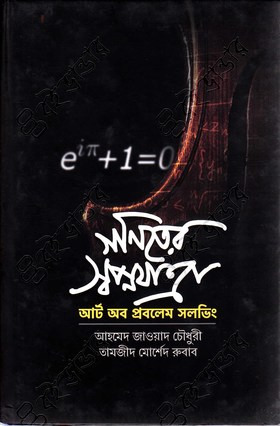 e^{iπ}+1=0
গণিতের
স্বপ্নযাত্রা
আর্ট অব প্রবলেম সলভিং
আহমেদ জাওয়াদ চৌধুরী
তামজীদ মোর্শেদ রুবাব